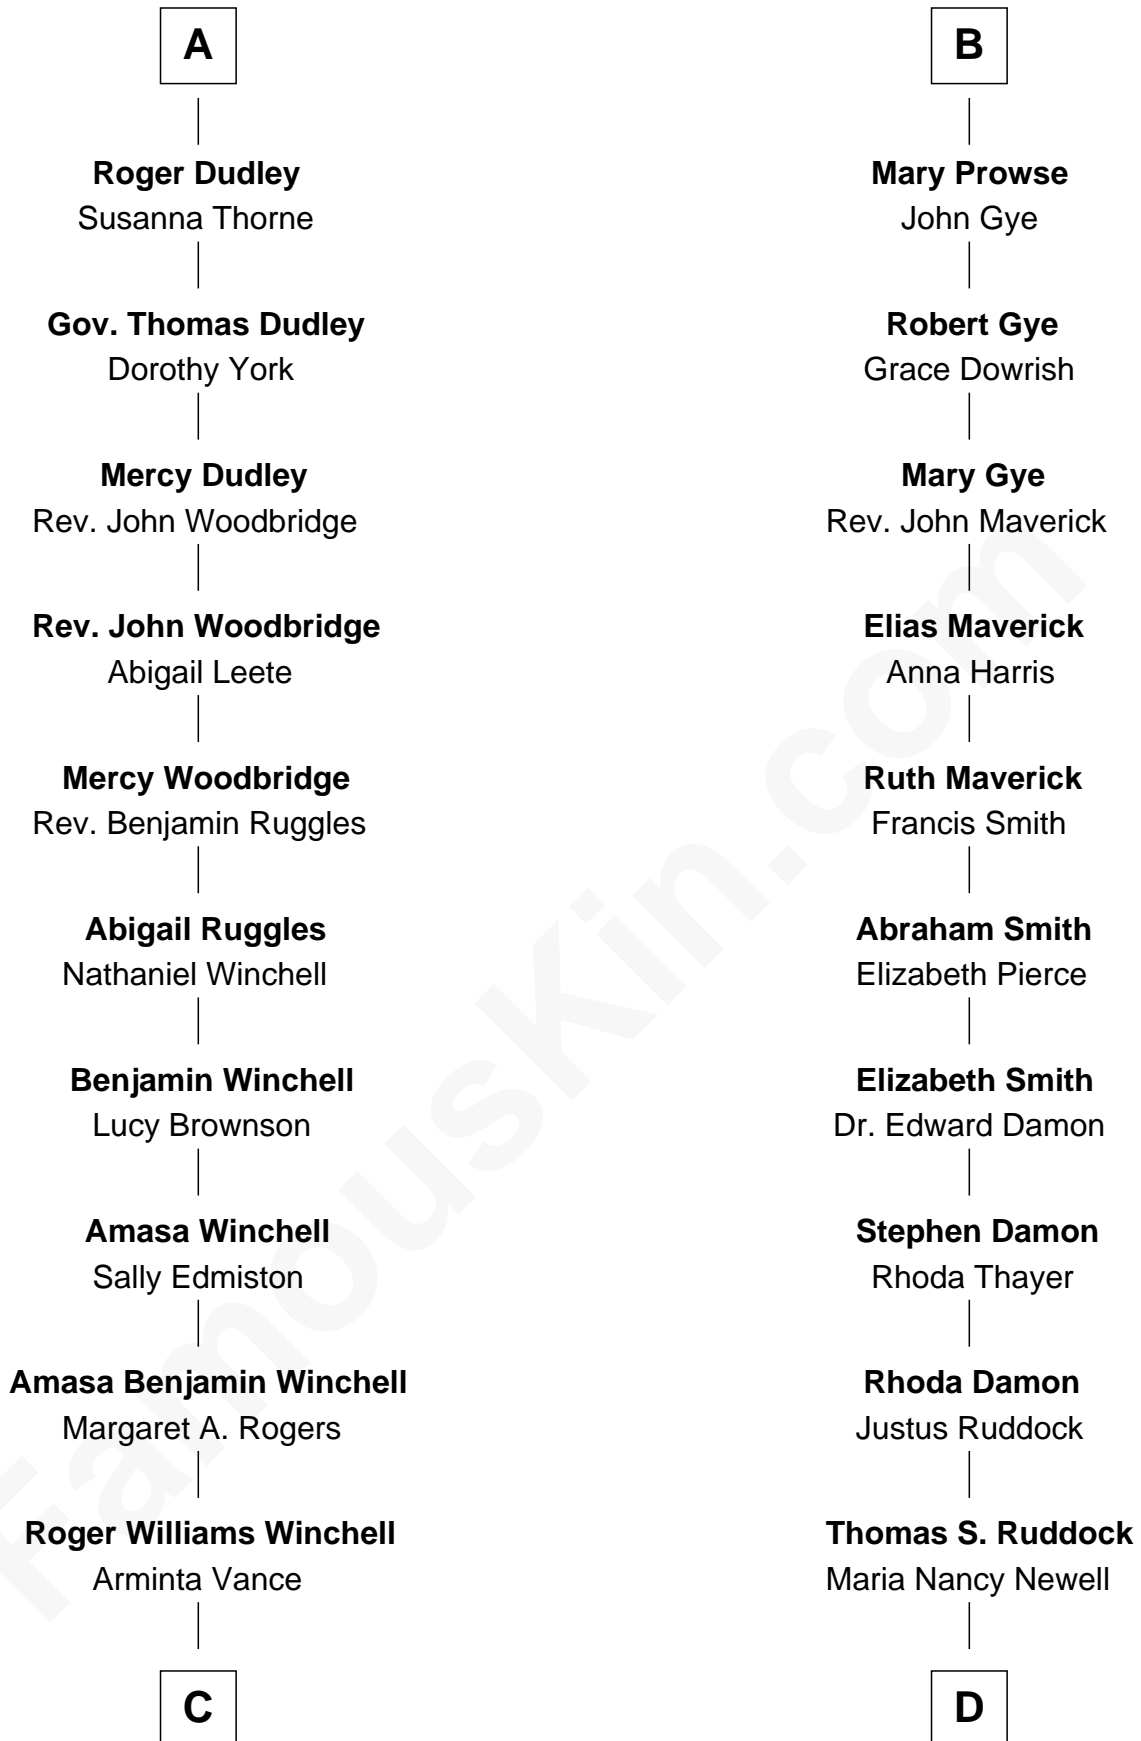 A
Roger Dudley
Susanna Thorne
Gov. Thomas Dudley
Dorothy York
Mercy Dudley
Rev. John Woodbridge
Rev. John Woodbridge
Abigail Leete
Mercy Woodbridge
Rev. Benjamin Ruggles
Abigail Ruggles
Nathaniel Winchell
Benjamin Winchell
Lucy Brownson
Amasa Winchell
Sally Edmiston
Amasa Benjamin Winchell
Margaret A. Rogers
Roger Williams Winchell
Arminta Vance
C
B
Mary Prowse
John Gye
Robert Gye
Grace Dowrish
Mary Gye
Rev. John Maverick
Elias Maverick
Anna Harris
Ruth Maverick
Francis Smith
Abraham Smith
Elizabeth Pierce
Elizabeth Smith
Dr. Edward Damon
Stephen Damon
Rhoda Thayer
Rhoda Damon
Justus Ruddock
Thomas S. Ruddock
Maria Nancy Newell
D
FamousKin.com